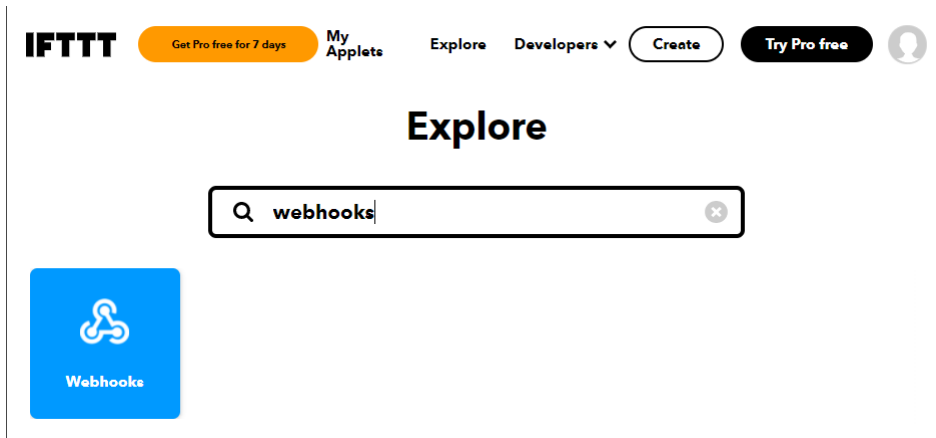 IFTTT Get Pro free for 7 days My Applets Explore Developers Create Try Pro free
Explore
webhooks
Webhooks